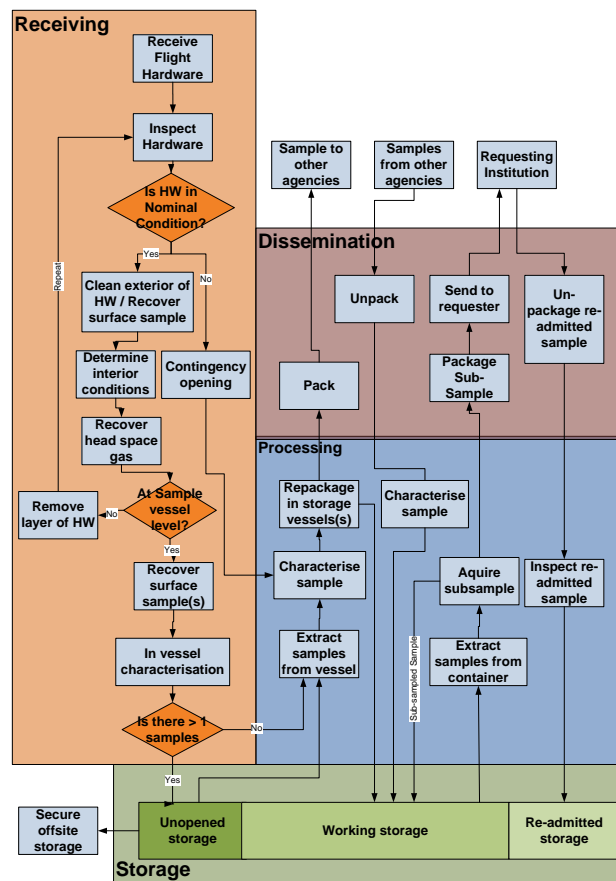 Receiving
Receive
Flight
Hardware
Inspect
Hardware
Is HW in
Nominal
Condition?
Yes
No
Repeat
Clean exterior of
HW / Recover
surface sample
Determine
interior
conditions
Contingency
opening
Recover
head space
gas
At Sample
vessel
level?
No
Remove
layer of HW
Yes
Recover
surface
sample(s)
In vessel
characterisation
Is there > 1
samples
No
Yes
Sample to
other
agencies
Samples
from other
agencies
Requesting
Institution
Dissemination
Unpack
Send to
requester
Un-
package re-
admitted
sample
Pack
Package
Sub-
Sample
Processing
Repackage
in storage
vessels(s)
Characterise
sample
Characterise
sample
Aquire
subsample
Inspect re-
admitted
sample
Extract
samples
from vessel
Sub-sampled Sample
Extract
samples from
container
Secure
offsite
storage
Unopened
storage
Working storage
Re-admitted
storage
Storage